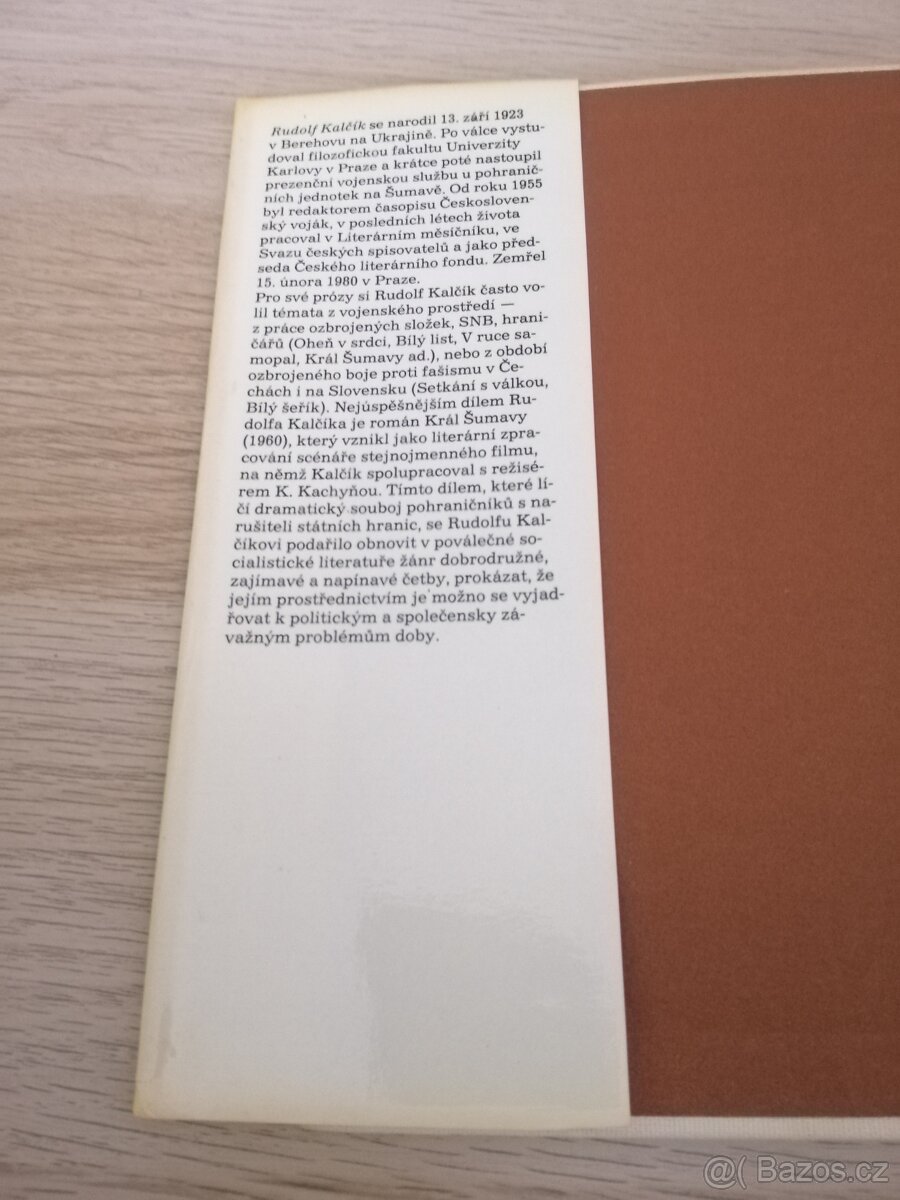 Rudolf Kalčík se narodil 13. září 1923
v Berehovu na Ukrajině. Po válce vystu-
doval filozofickou fakultu Univerzity
Karlovy v Praze a krátce poté nastoupil
prezenční vojenskou službu u pohranič-
ních jednotek na Šumavě. Od roku 1955
byl redaktorem časopisu Českosloven-
ský voják, v posledních létech života
pracoval v Literárním měsíčníku, ve
Svazu českých spisovatelů a jako před-
seda Českého literárního fondu. Zemřel
15. února 1980 v Praze.
Pro své prózy si Rudolf Kalčík často vo-
lil témata z vojenského prostředí —
z práce ozbrojených složek, SNB, hrani-
čářů (Oheň v srdci, Bílý list, V ruce sa-
mopal, Král Šumavy ad.), nebo z období
ozbrojeného boje proti fašismu v Če-
chách i na Slovensku (Setkání s válkou,
Bílý šeřík). Nejúspěšnějším dílem Ru-
dolfa Kalčíka je román Král Šumavy
(1960), který vznikl jako literární zpra-
cování scénáře stejnojmenného filmu,
na němž Kalčík spolupracoval s režisé-
rem K. Kachyňou. Tímto dílem, které lí-
čí dramatický souboj pohraničníků s na-
rušiteli státních hranic, se Rudolfu Kal-
číkovi podařilo obnovit v poválečné so-
cialistické literatuře žánr dobrodružné,
zajímavé a napínavé četby, prokázat, že
jejím prostřednictvím je možno se vyjad-
řovat k politickým a společensky zá-
važným problémům doby.
@( Bazos.cz